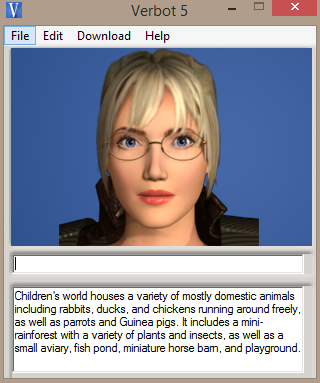 Verbot 5
File Edit Download Help
Children's world houses a variety of mostly domestic animals
including rabbits, ducks, and chickens running around freely,
as well as parrots and Guinea pigs. It includes a mini-
rainforest with a variety of plants and insects, as well as a
small aviary, fish pond, miniature horse barn, and playground.